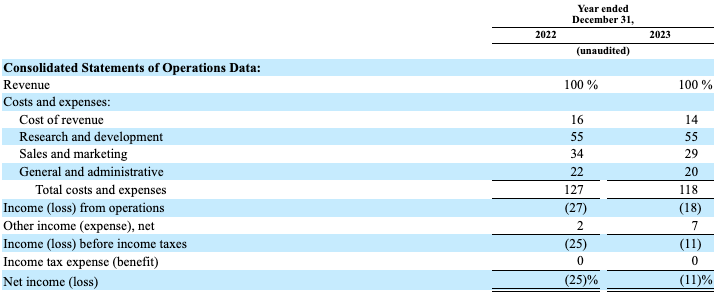 Year ended
December 31,
2022 2023
(unaudited)
Consolidated Statements of Operations Data:
Revenue 100 % 100 %
Costs and expenses:
Cost of revenue 16 14
Research and development 55 55
Sales and marketing 34 29
General and administrative 22 20
Total costs and expenses 127 118
Income (loss) from operations (27) (18)
Other income (expense), net 2 7
Income (loss) before income taxes (25) (11)
Income tax expense (benefit) 0 0
Net income (loss) (25)% (11)%